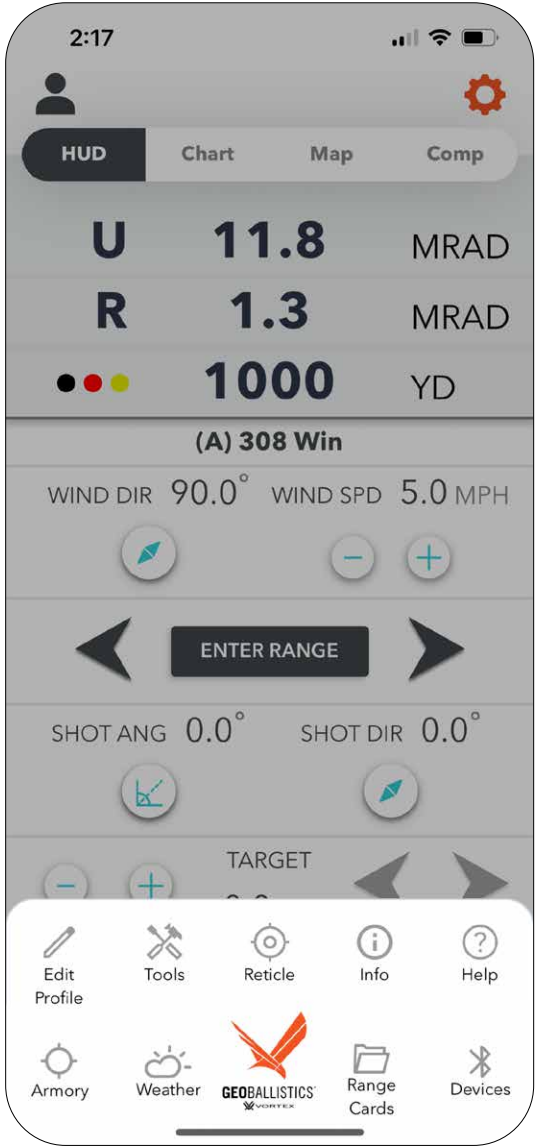 2:17
HUD Chart Map Comp
U 11.8 MRAD
R 1.3 MRAD
1000 YD
(A) 308 Win
WIND DIR 90.0° WIND SPD 5.0 MPH
ENTER RANGE
SHOT ANG 0.0° SHOT DIR 0.0°
TARGET
Edit Profile
Tools
Reticle
Info
Help
Armory
Weather
GEOBALLISTICS
VORTEX
Range Cards
Devices